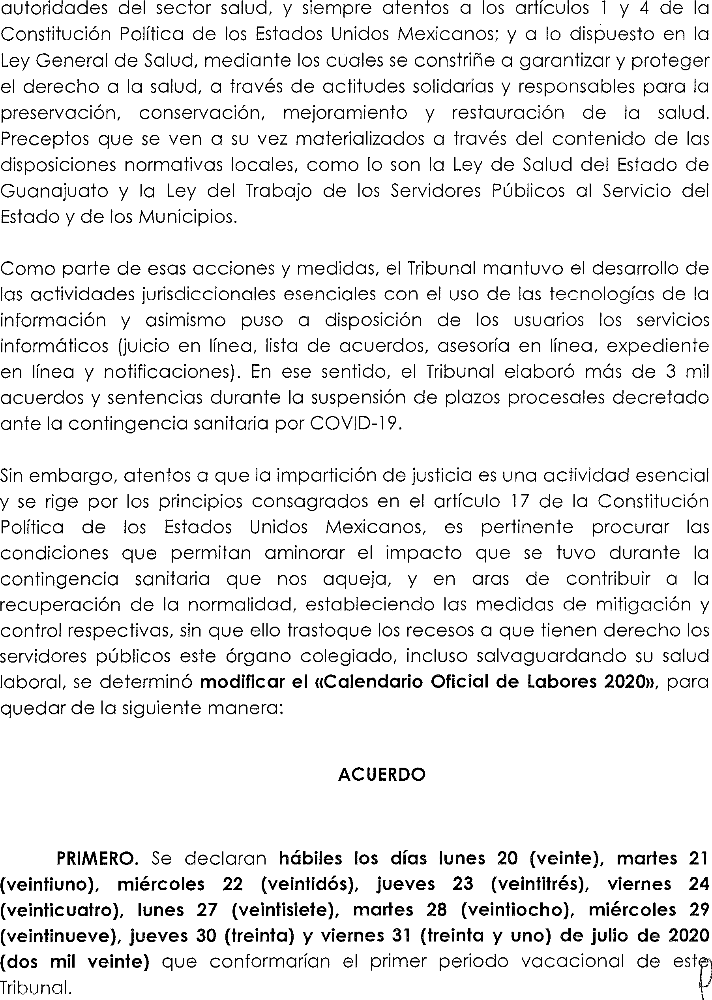 autoridades del sector salud, y siempre atentos a los artículos 1 y 4 de la
Constitución Política de los Estados Unidos Mexicanos; y a lo dispuesto en la
Ley General de Salud, mediante los cuales se constriñe a garantizar y proteger
el derecho a la salud, a través de actitudes solidarias y responsables para la
preservación, conservación, mejoramiento y restauración de la salud.
Preceptos que se ven a su vez materializados a través del contenido de las
disposiciones normativas locales, como lo son la Ley de Salud del Estado de
Guanajuato y la Ley del Trabajo de los Servidores Públicos al Servicio del
Estado y de los Municipios.
Como parte de esas acciones y medidas, el Tribunal mantuvo el desarrollo de
las actividades jurisdiccionales esenciales con el uso de las tecnologías de la
información y asimismo puso a disposición de los usuarios los servicios
informáticos (juicio en línea, lista de acuerdos, asesoría en línea, expediente
en línea y notificaciones). En ese sentido, el Tribunal elaboró más de 3 mil
acuerdos y sentencias durante la suspensión de plazos procesales decretado
ante la contingencia sanitaria por COVID-19.
Sin embargo, atentos a que la impartición de justicia es una actividad esencial
y se rige por los principios consagrados en el artículo 17 de la Constitución
Política de los Estados Unidos Mexicanos, es pertinente procurar las
condiciones que permitan aminorar el impacto que se tuvo durante la
contingencia sanitaria que nos aqueja, y en aras de contribuir a la
recuperación de la normalidad, estableciendo las medidas de mitigación y
control respectivas, sin que ello trastoque los recesos a que tienen derecho los
servidores públicos este órgano colegiado, incluso salvaguardando su salud
laboral, se determinó modificar el «Calendario Oficial de Labores 2020», para
quedar de la siguiente manera:
ACUERDO
PRIMERO. Se declaran hábiles los días lunes 20 (veinte), martes 21
(veintiuno), miércoles 22 (veintidós), jueves 23 (veintitrés), viernes 24
(veinticuatro), lunes 27 (veintisiete), martes 28 (veintiocho), miércoles 29
(veintinueve), jueves 30 (treinta) y viernes 31 (treinta y uno) de julio de 2020
(dos mil veinte) que conformarían el primer periodo vacacional de este
Tribunal.